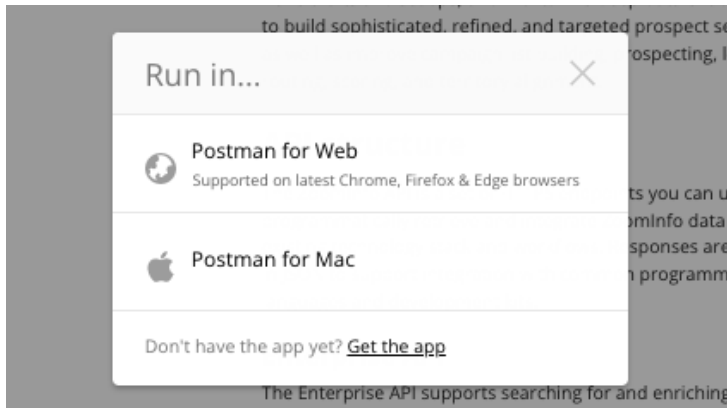 to build sophisticated, refined, and targeted prospect se
Run in...
rospecting, I
Postman for Web
Supported on latest Chrome, Firefox & Edge browsers
ts you can u
omInfo data
sponses are
Postman for Mac
n programm
Don't have the app yet? Get the app
The Enterprise API supports searching for and enriching